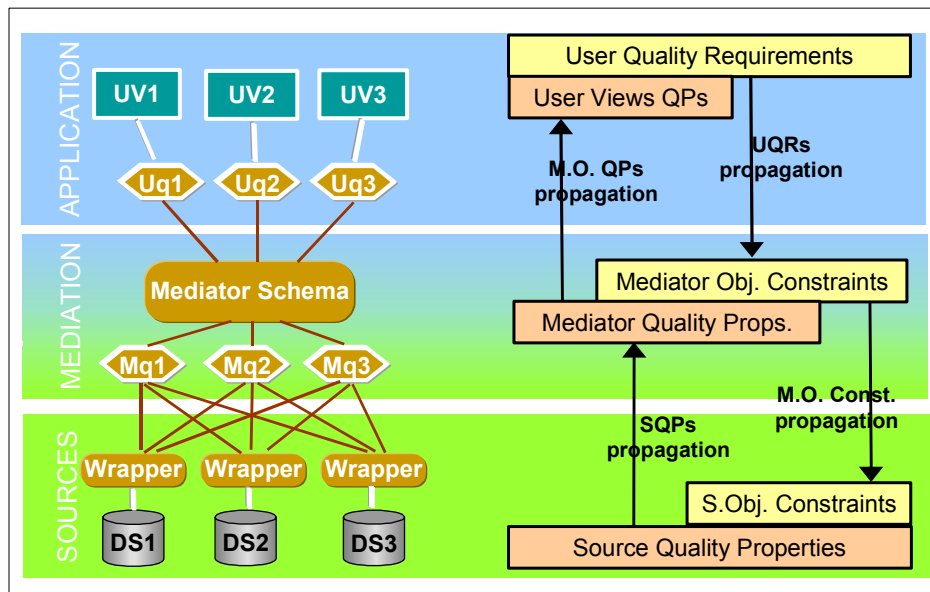 APPLICATION
UV1
UV2
UV3
Uq1
Uq2
Uq3
User Quality Requirements
User Views QPs
M.O. QPs
propagation
UQRs
propagation
MEDIATION
Mediator Schema
Mq1
Mq2
Mq3
Mediator Obj. Constraints
Mediator Quality Props.
SQPs
propagation
M.O. Const.
propagation
SOURCES
Wrapper
Wrapper
Wrapper
DS1
DS2
DS3
S.Obj. Constraints
Source Quality Properties